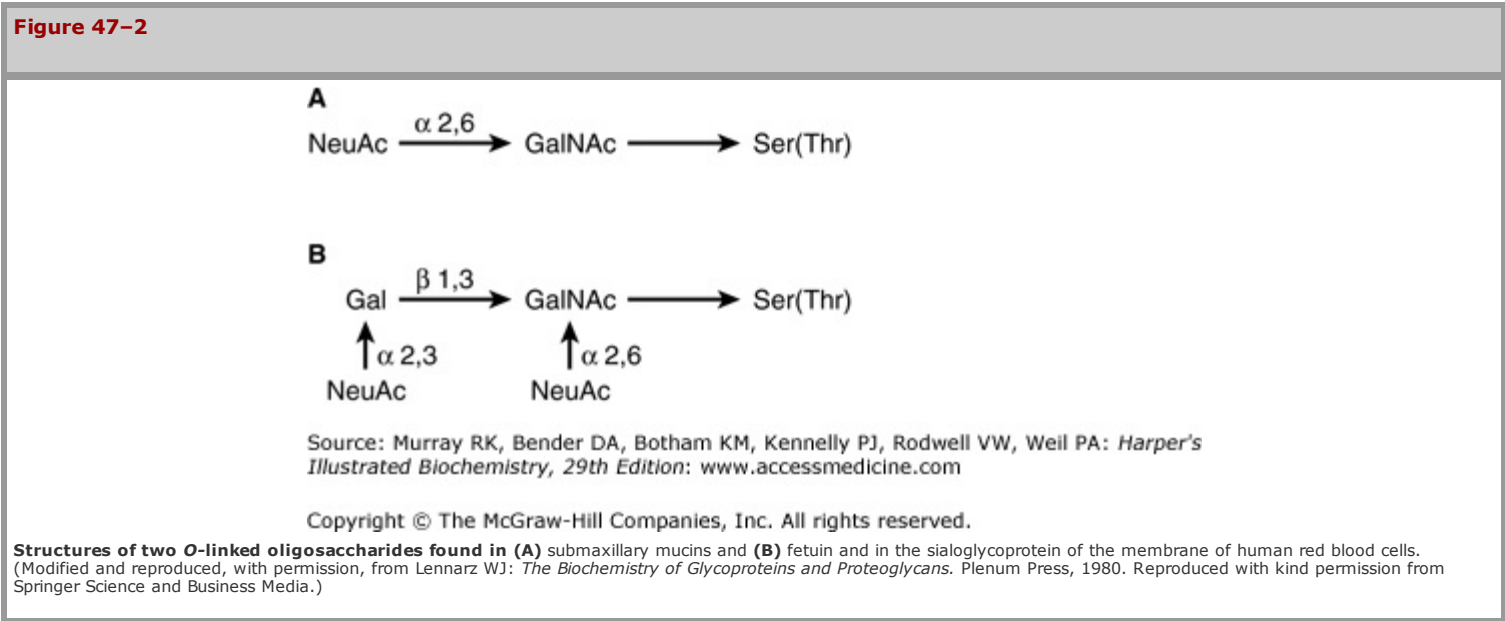 Figure 47–2
A
α 2,6
NeuAc GalNAc Ser(Thr)
B
β 1,3
Gal GalNAc Ser(Thr)
α 2,3 α 2,6
NeuAc NeuAc
Source: Murray RK, Bender DA, Botham KM, Kennelly PJ, Rodwell VW, Weil PA: Harper's
Illustrated Biochemistry, 29th Edition: www.accessmedicine.com
Copyright © The McGraw-Hill Companies, Inc. All rights reserved.
Structures of two O-linked oligosaccharides found in (A) submaxillary mucins and (B) fetuin and in the sialoglycoprotein of the membrane of human red blood cells.
(Modified and reproduced, with permission, from Lennarz WJ: The Biochemistry of Glycoproteins and Proteoglycans. Plenum Press, 1980. Reproduced with kind permission from
Springer Science and Business Media.)